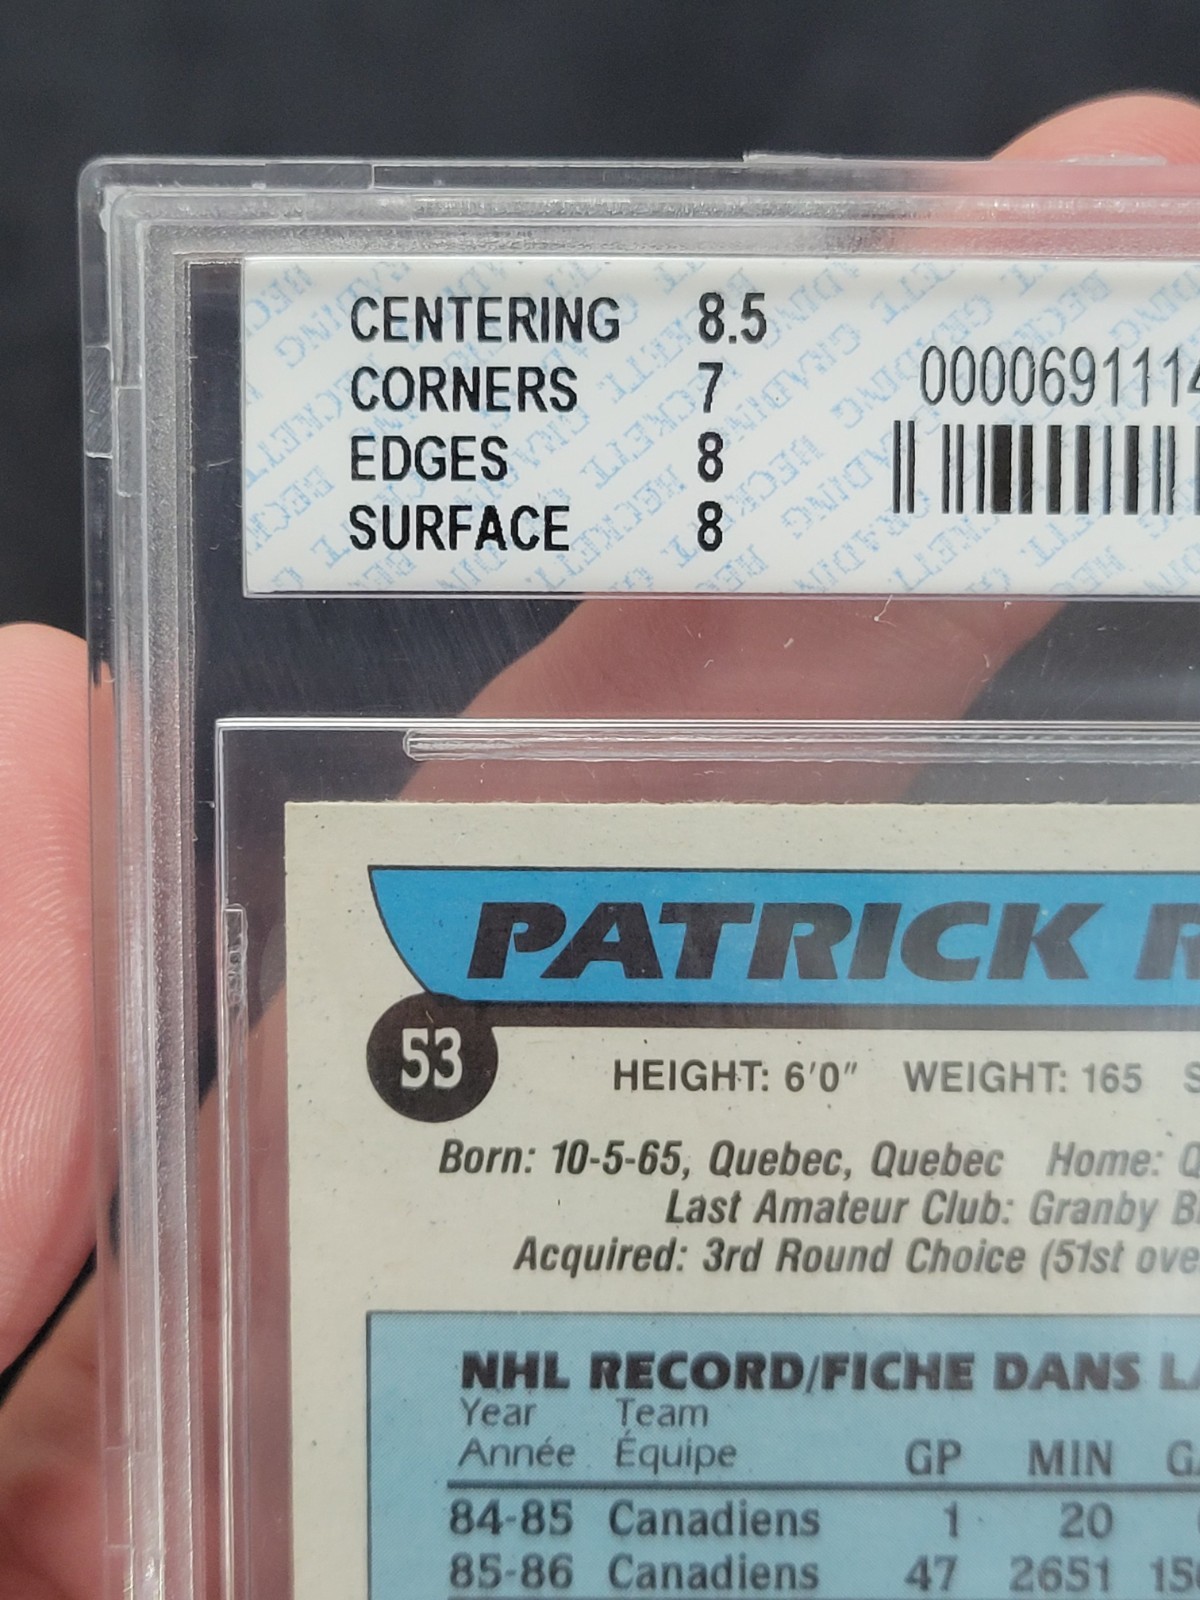 CENTERING 8.5
CORNERS 7
EDGES 8
SURFACE 8
000069111
PATRICK
53
HEIGHT: 6'0" WEIGHT: 165
Born: 10-5-65, Quebec, Quebec Home:
Last Amateur Club: Granby
Acquired: 3rd Round Choice (51st
NHL RECORD/FICHE DANS
Year Team
Année Équipe GP MIN
84-85 Canadiens 1 20
85-86 Canadiens 47 2651